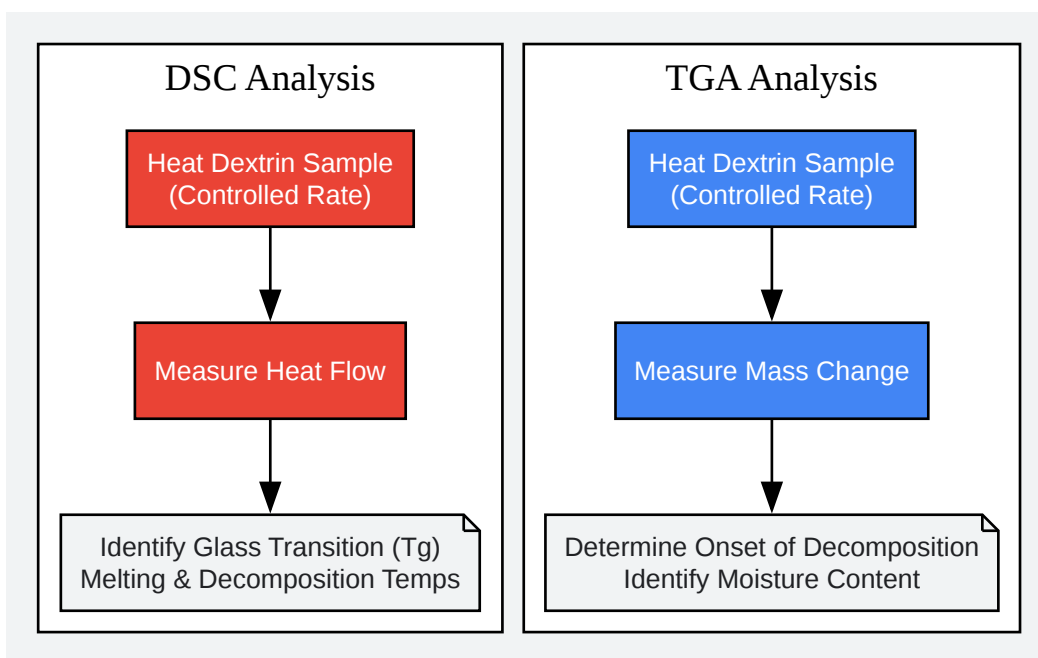 DSC Analysis
Heat Dextrin Sample
(Controlled Rate)
Measure Heat Flow
Identify Glass Transition (Tg)
Melting & Decomposition Temps
TGA Analysis
Heat Dextrin Sample
(Controlled Rate)
Measure Mass Change
Determine Onset of Decomposition
Identify Moisture Content